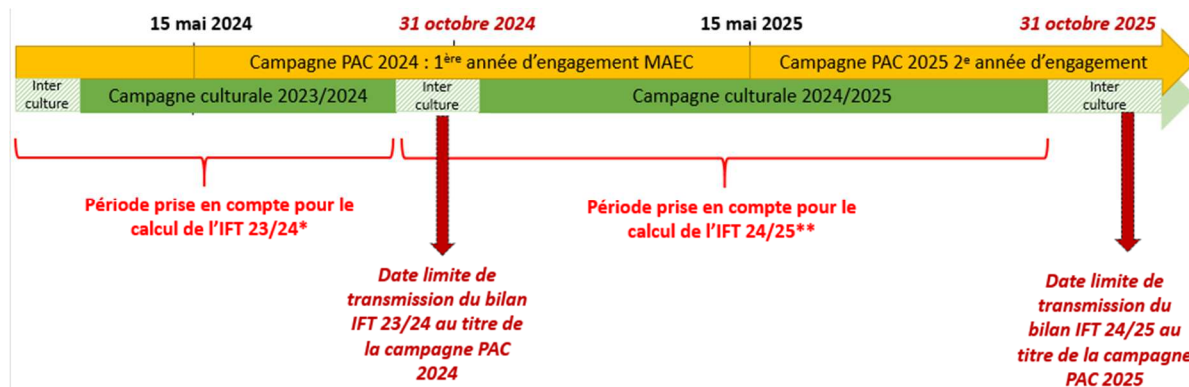 15 mai 2024
31 octobre 2024
15 mai 2025
31 octobre 2025
Campagne PAC 2024 : 1ère année d'engagement MAEC
Campagne PAC 2025 2e année d'engagement
Inter
culture
Campagne culturale 2023/2024
Inter
culture
Campagne culturale 2024/2025
Inter
culture
Période prise en compte pour le
calcul de l'IFT 23/24*
Période prise en compte pour le
calcul de l'IFT 24/25**
Date limite de
transmission du bilan
IFT 23/24 au titre de
la campagne PAC
2024
Date limite de
transmission du
bilan IFT 24/25 au
titre de la campagne
PAC 2025